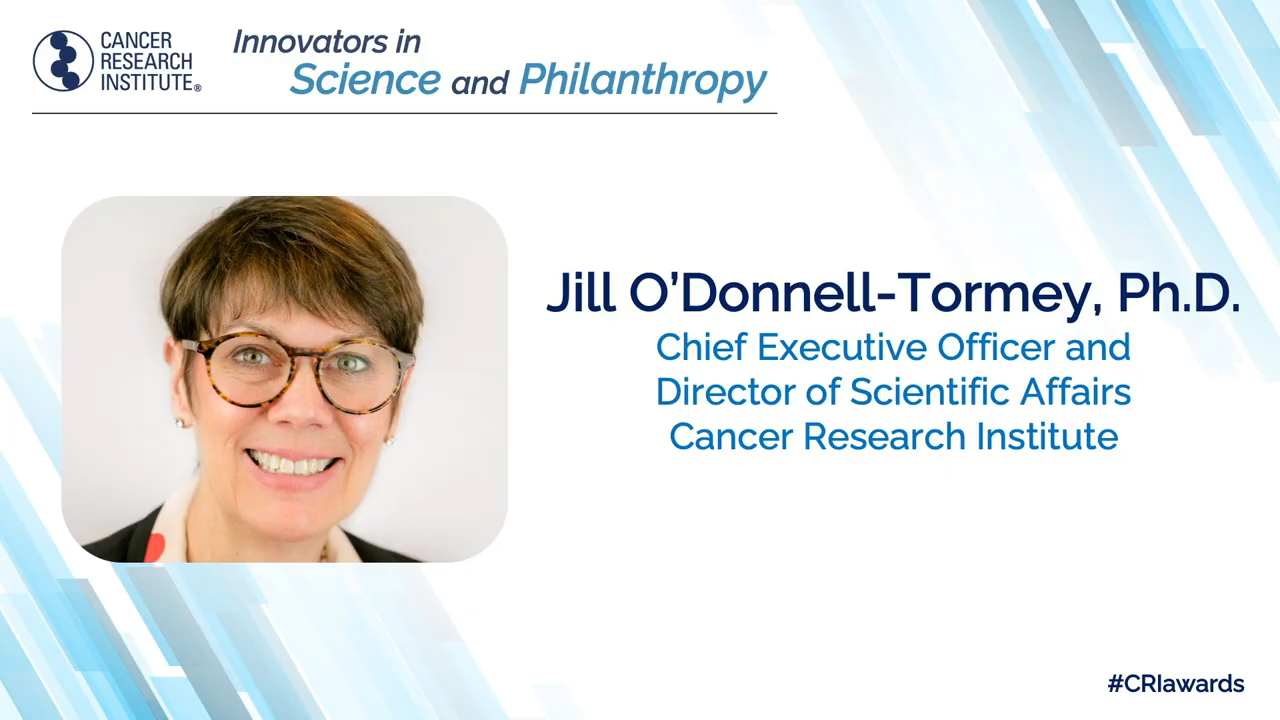 CANCER
RESEARCH
INSTITUTE®
Innovators in
Science and Philanthropy
Jill O’Donnell-Tormey, Ph.D.
Chief Executive Officer and
Director of Scientific Affairs
Cancer Research Institute
#CRIawards